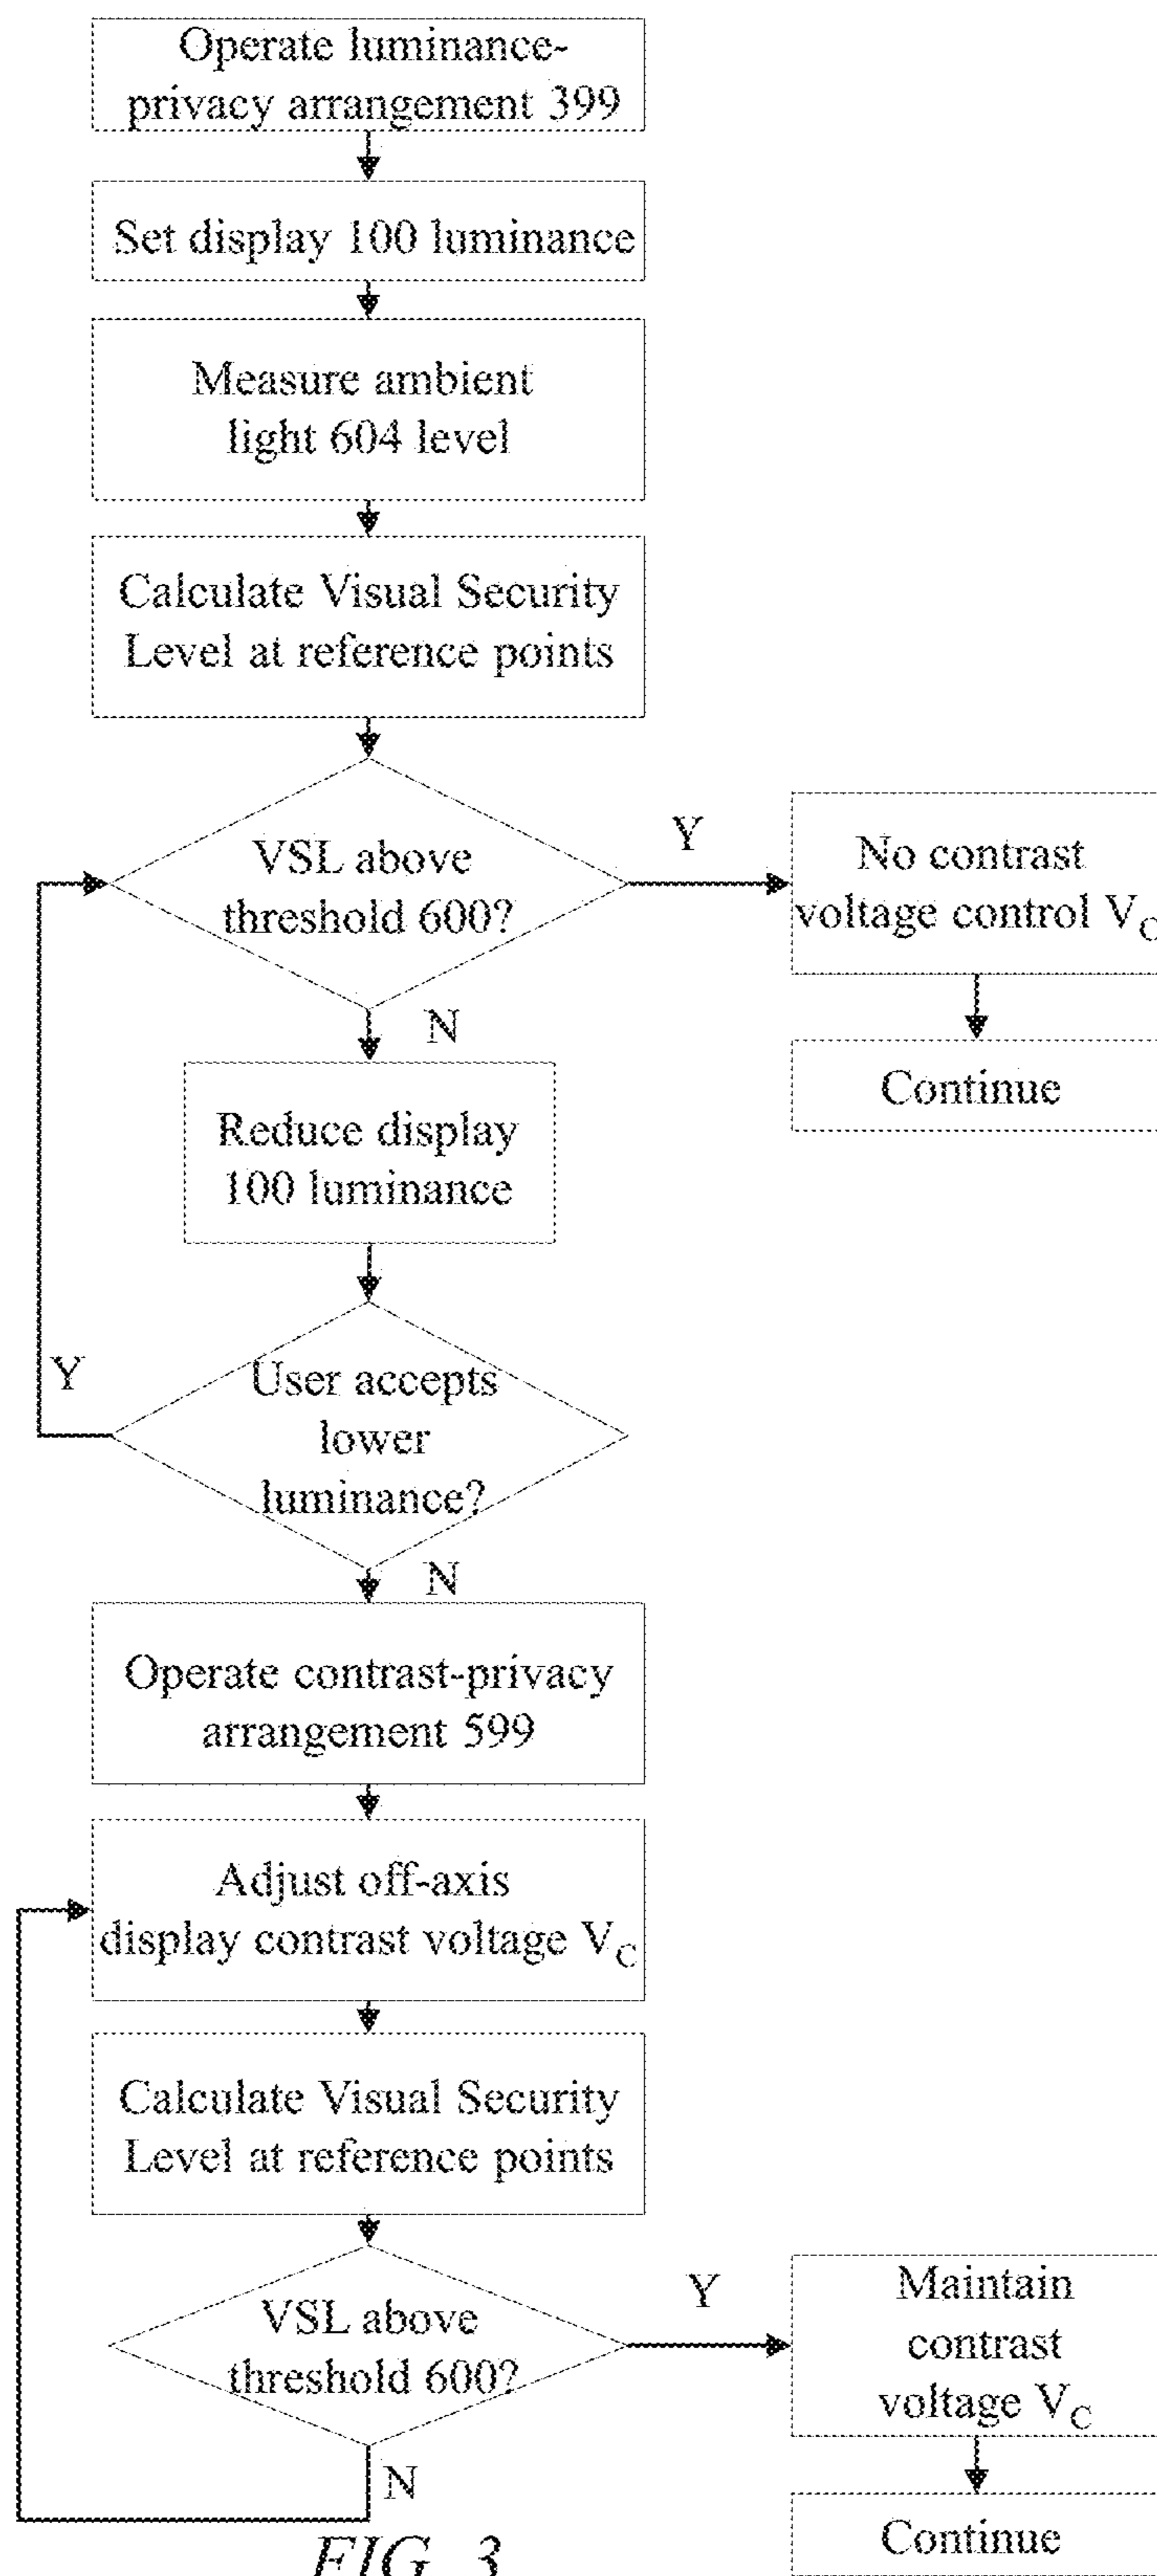 Operate luminance-
privacy arrangement 399
Set display 100 luminance
Measure ambient
light 604 level
Calculate Visual Security
Level at reference points
VSL above
threshold 600?
Y
No contrast
voltage control VC
Continue
N
Reduce display
100 luminance
User accepts
lower
luminance?
Y
N
Operate contrast-privacy
arrangement 599
Adjust off-axis
display contrast voltage VC
Calculate Visual Security
Level at reference points
VSL above
threshold 600?
Y
Maintain
contrast
voltage VC
N
Continue
FIG. 3